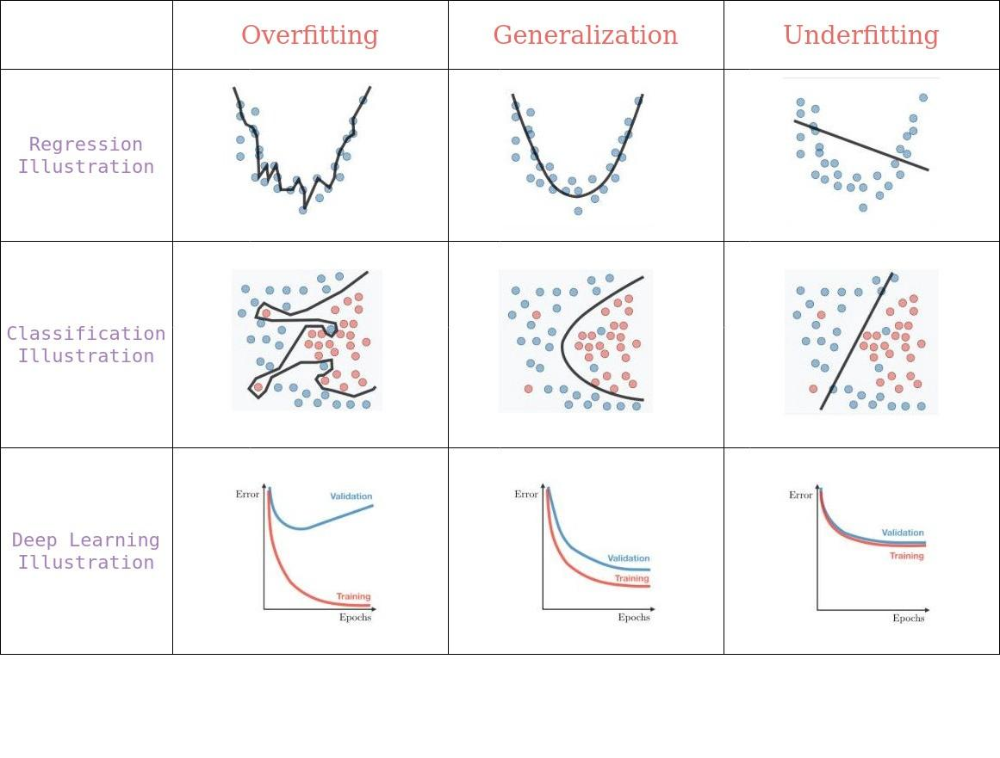 Overfitting
Generalization
Underfitting
Regression
Illustration
Classification
Illustration
Deep Learning
Illustration
Error
Validation
Training
Epochs
Error
Validation
Training
Epochs
Error
Validation
Training
Epochs